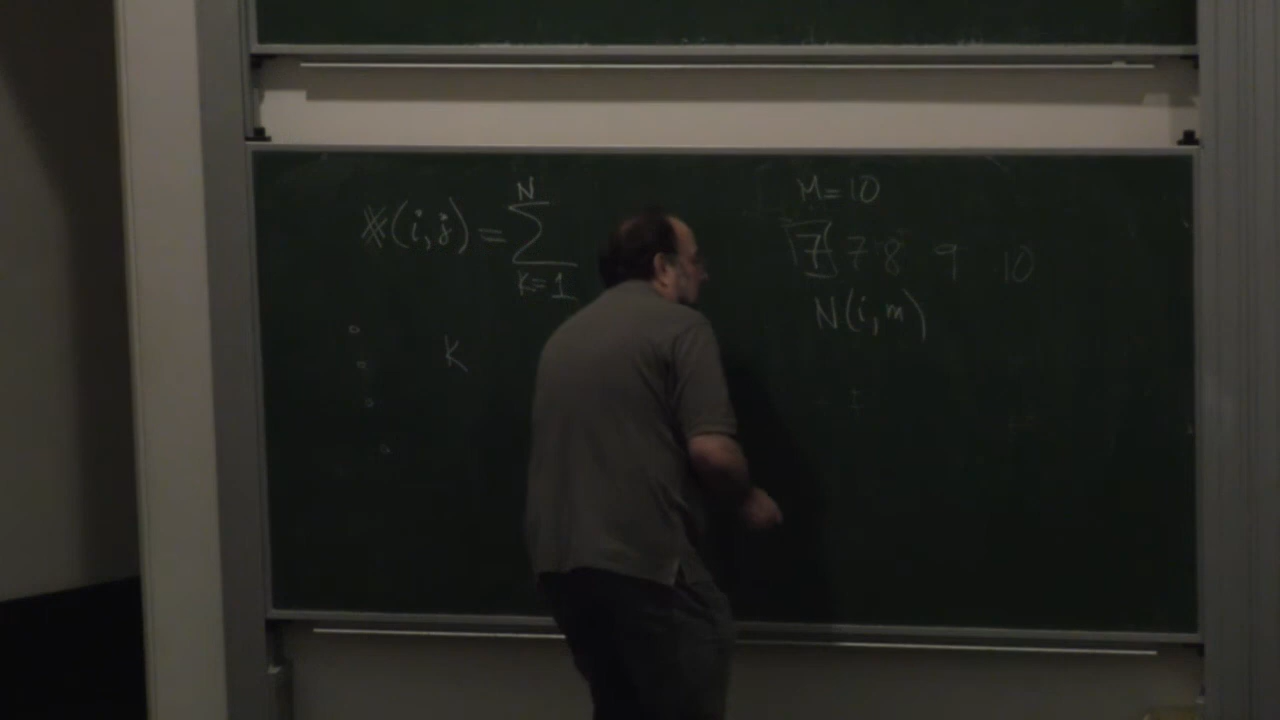 #(i,j) = ∑ N k=1
K
M=10
7 7 8 9 10
N(i,m)